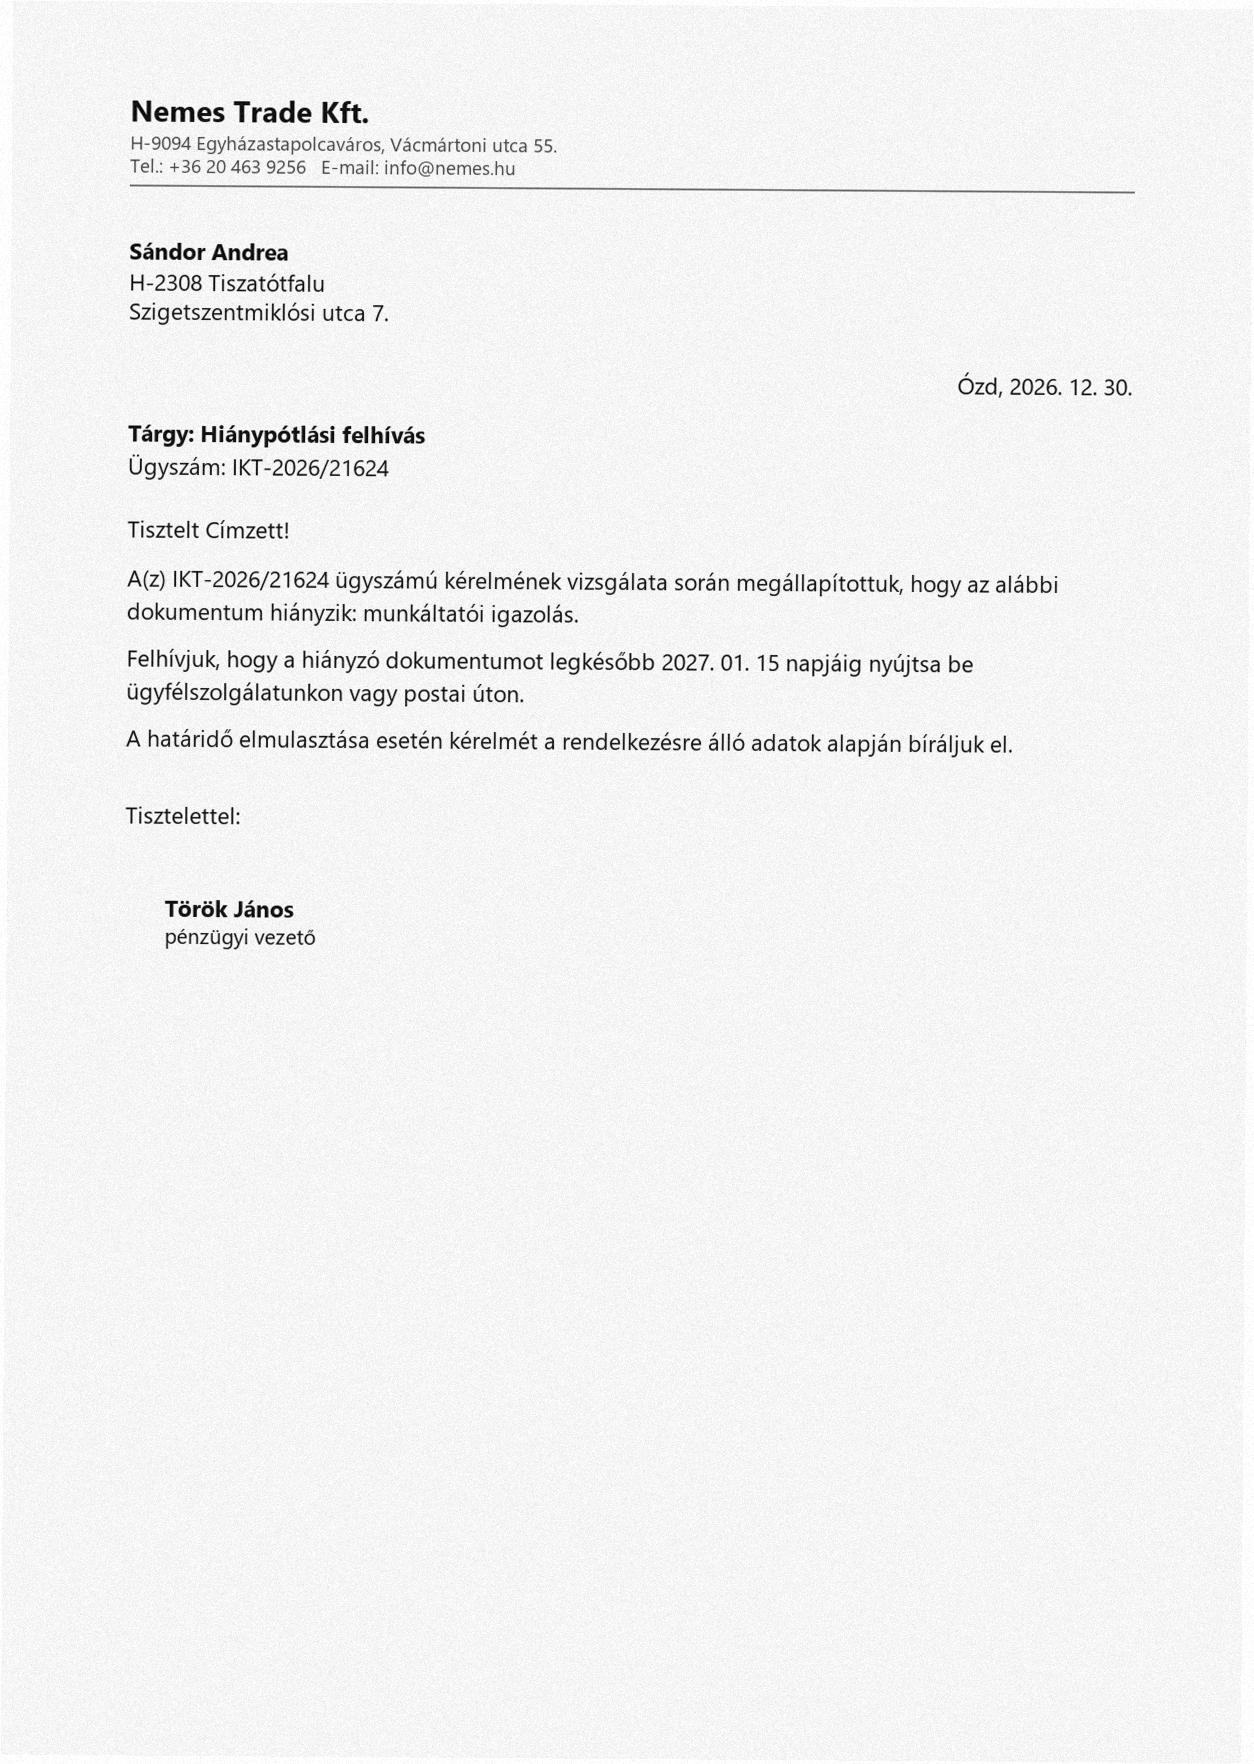 Nemes Trade Kft.
H-9094 Egyházastapolcaváros, Vácmártoni utca 55.
Tel.: +36 20 463 9256   E-mail: info@nemes.hu
Sándor Andrea
H-2308 Tiszatótfalu
Szigetszentmiklósi utca 7.
Ózd, 2026. 12. 30.
Tárgy: Hiánypótlási felhívás
Ügyszám: IKT-2026/21624
Tisztelt Címzett!
A(z) IKT-2026/21624 ügyszámú kérelmének vizsgálata során megállapítottuk, hogy az alábbi
dokumentum hiányzik: munkáltatói igazolás.
Felhívjuk, hogy a hiányzó dokumentumot legkésőbb 2027. 01. 15 napjáig nyújtsa be
ügyfélszolgálatunkon vagy postai úton.
A határidő elmulasztása esetén kérelmét a rendelkezésre álló adatok alapján bíráljuk el.
Tisztelettel:
Török János
pénzügyi vezető